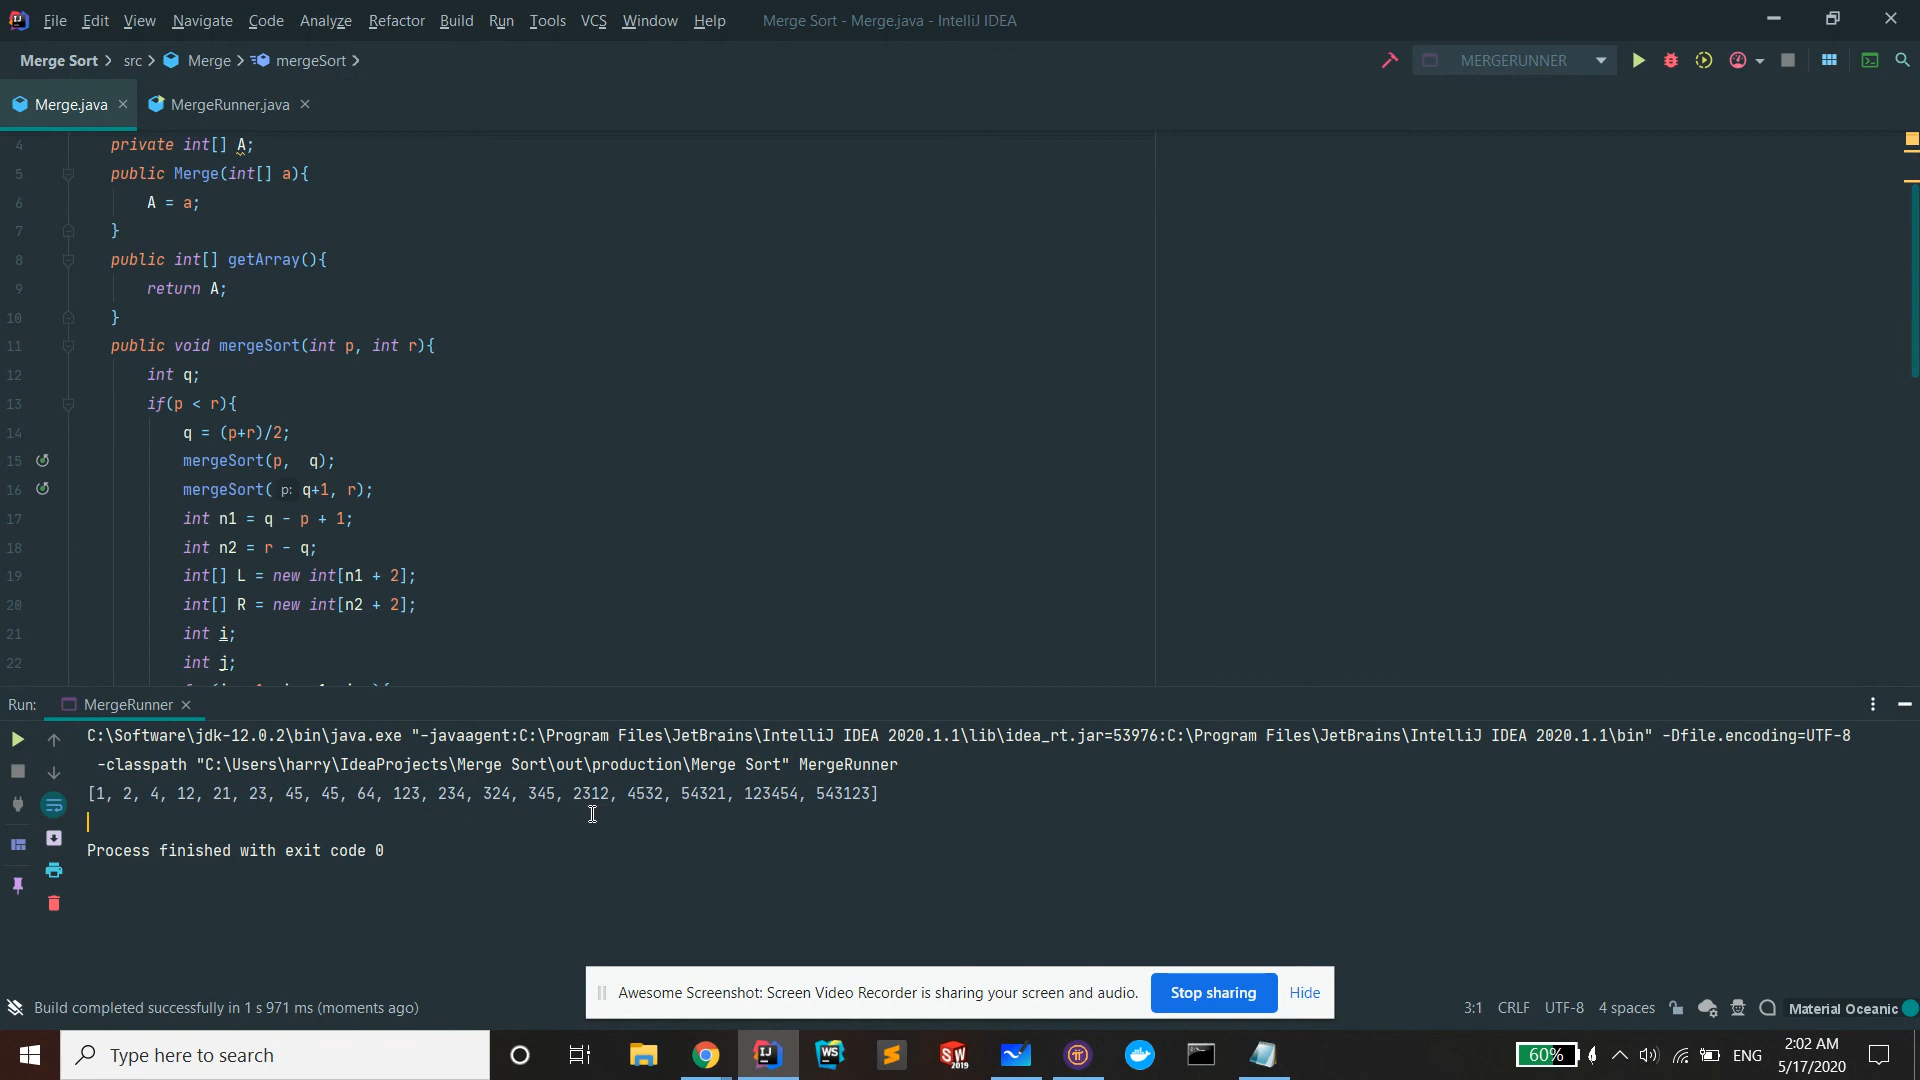 File Edit View Navigate Code Analyze Refactor Build Run Tools VCS Window Help Merge Sort - Merge.java - IntelliJ IDEA
Merge Sort src Merge mergeSort MERGERUNNER
Merge.java MergeRunner.java
4 private int[] A;
5 public Merge(int[] a){
6 A = a;
7 }
8 public int[] getArray(){
9 return A;
10 }
11 public void mergeSort(int p, int r){
12 int q;
13 if(p < r){
14 q = (p+r)/2;
15 mergeSort(p, q);
16 mergeSort( p: q+1, r);
17 int n1 = q - p + 1;
18 int n2 = r - q;
19 int[] L = new int[n1 + 2];
20 int[] R = new int[n2 + 2];
21 int i;
22 int j;
Run: MergeRunner
C:\Software\jdk-12.0.2\bin\java.exe "-javaagent:C:\Program Files\JetBrains\IntelliJ IDEA 2020.1.1\lib\idea_rt.jar=53976:C:\Program Files\JetBrains\IntelliJ IDEA 2020.1.1\bin" -Dfile.encoding=UTF-8
-classpath "C:\Users\harry\IdeaProjects\Merge Sort\out\production\Merge Sort" MergeRunner
[1, 2, 4, 12, 21, 23, 45, 45, 64, 123, 234, 324, 345, 2312, 4532, 54321, 123454, 543123]
Process finished with exit code 0
Awesome Screenshot: Screen Video Recorder is sharing your screen and audio. Stop sharing Hide
Build completed successfully in 1 s 971 ms (moments ago) 3:1 CRLF UTF-8 4 spaces Material Oceanic
Type here to search WS SW 2019 60% ENG 2:02 AM
5/17/2020